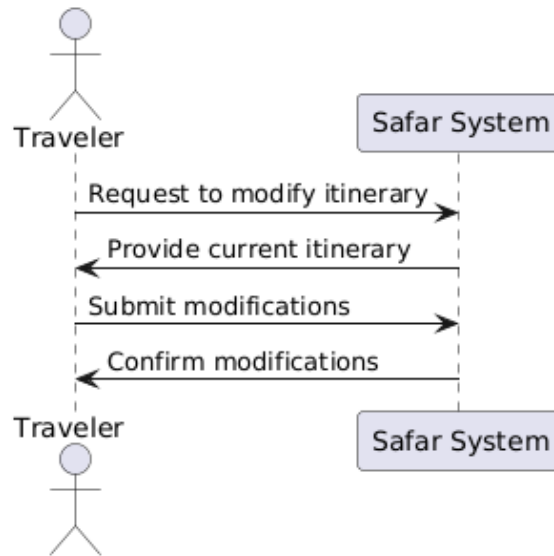 Traveler
Safar System
Request to modify itinerary
Provide current itinerary
Submit modifications
Confirm modifications
Traveler
Safar System